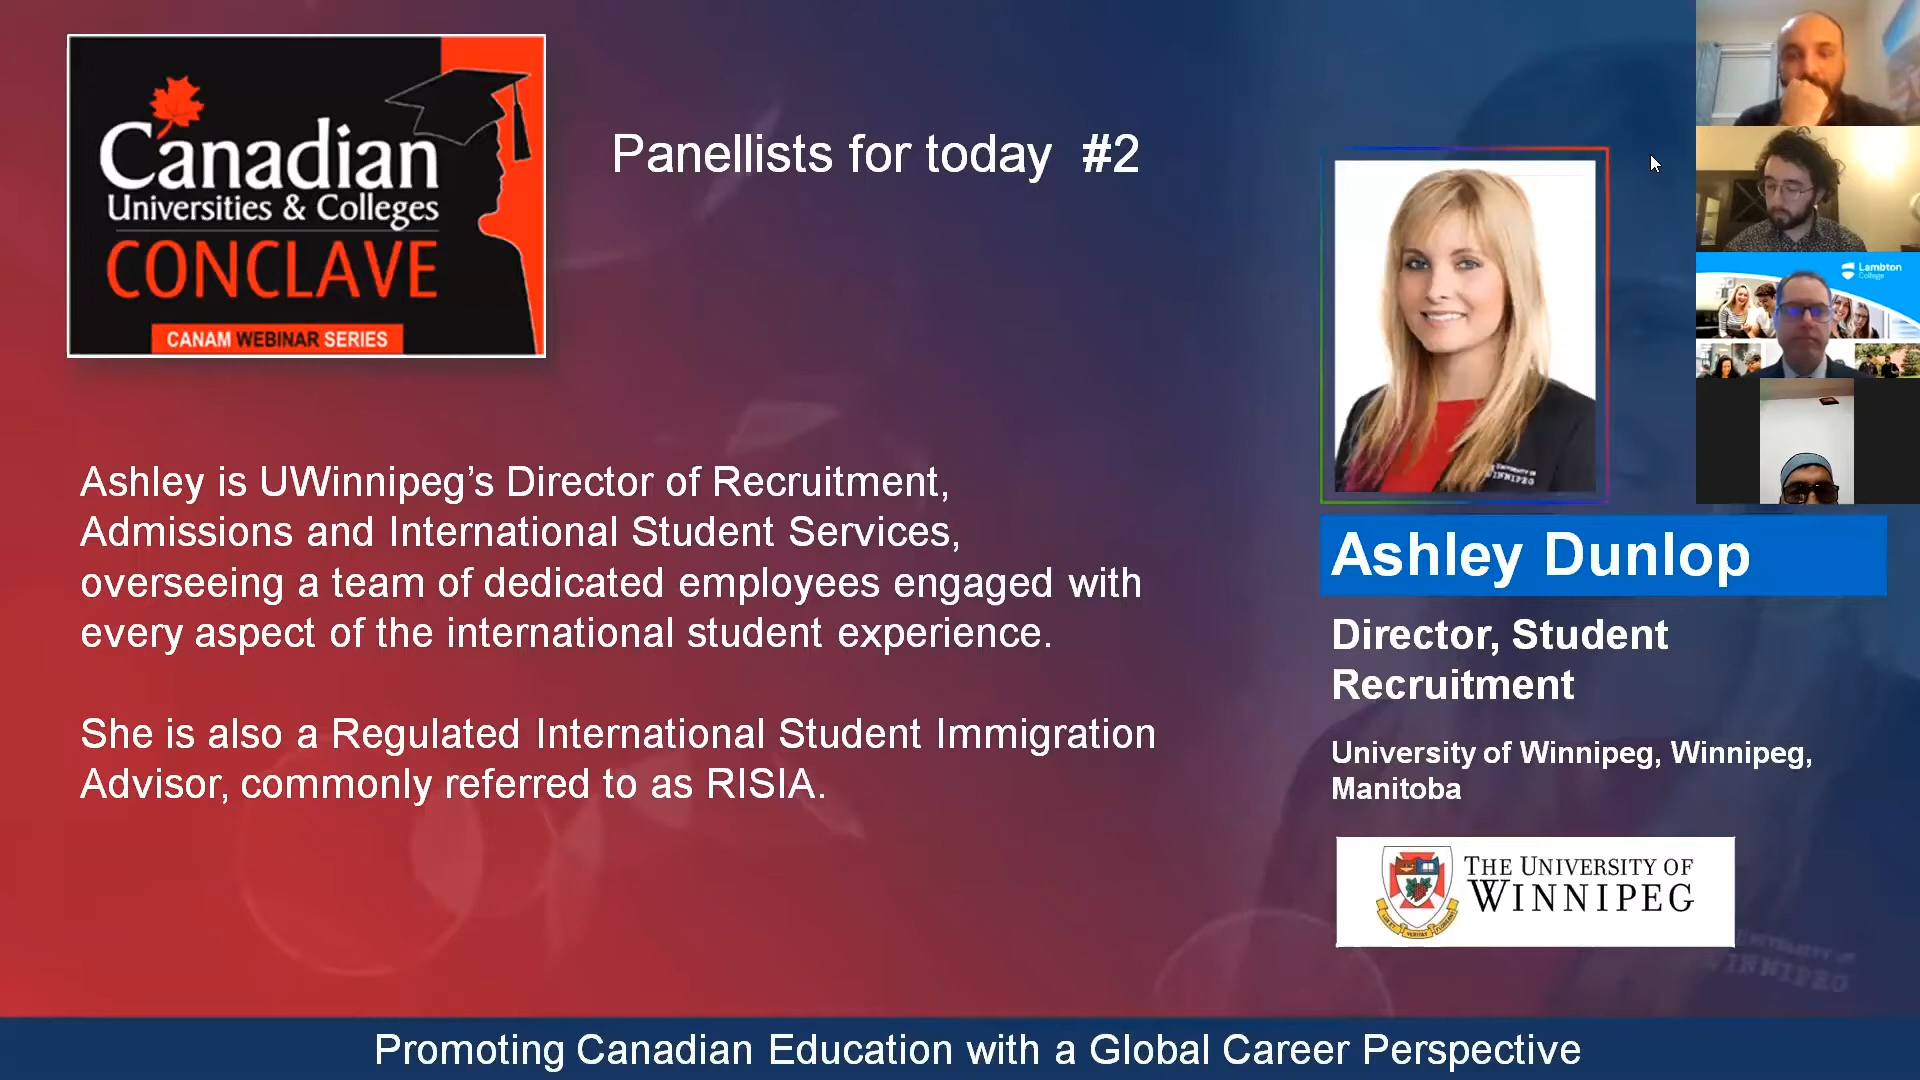 Canadian
Universities & Colleges
CONCLAVE
CANAM WEBINAR SERIES
Panellists for today #2
Lambton
College
Ashley is UWinnipeg’s Director of Recruitment,
Admissions and International Student Services,
overseeing a team of dedicated employees engaged with
every aspect of the international student experience.
She is also a Regulated International Student Immigration
Advisor, commonly referred to as RISIA.
Ashley Dunlop
Director, Student
Recruitment
University of Winnipeg, Winnipeg,
Manitoba
THE UNIVERSITY OF
WINNIPEG
Promoting Canadian Education with a Global Career Perspective